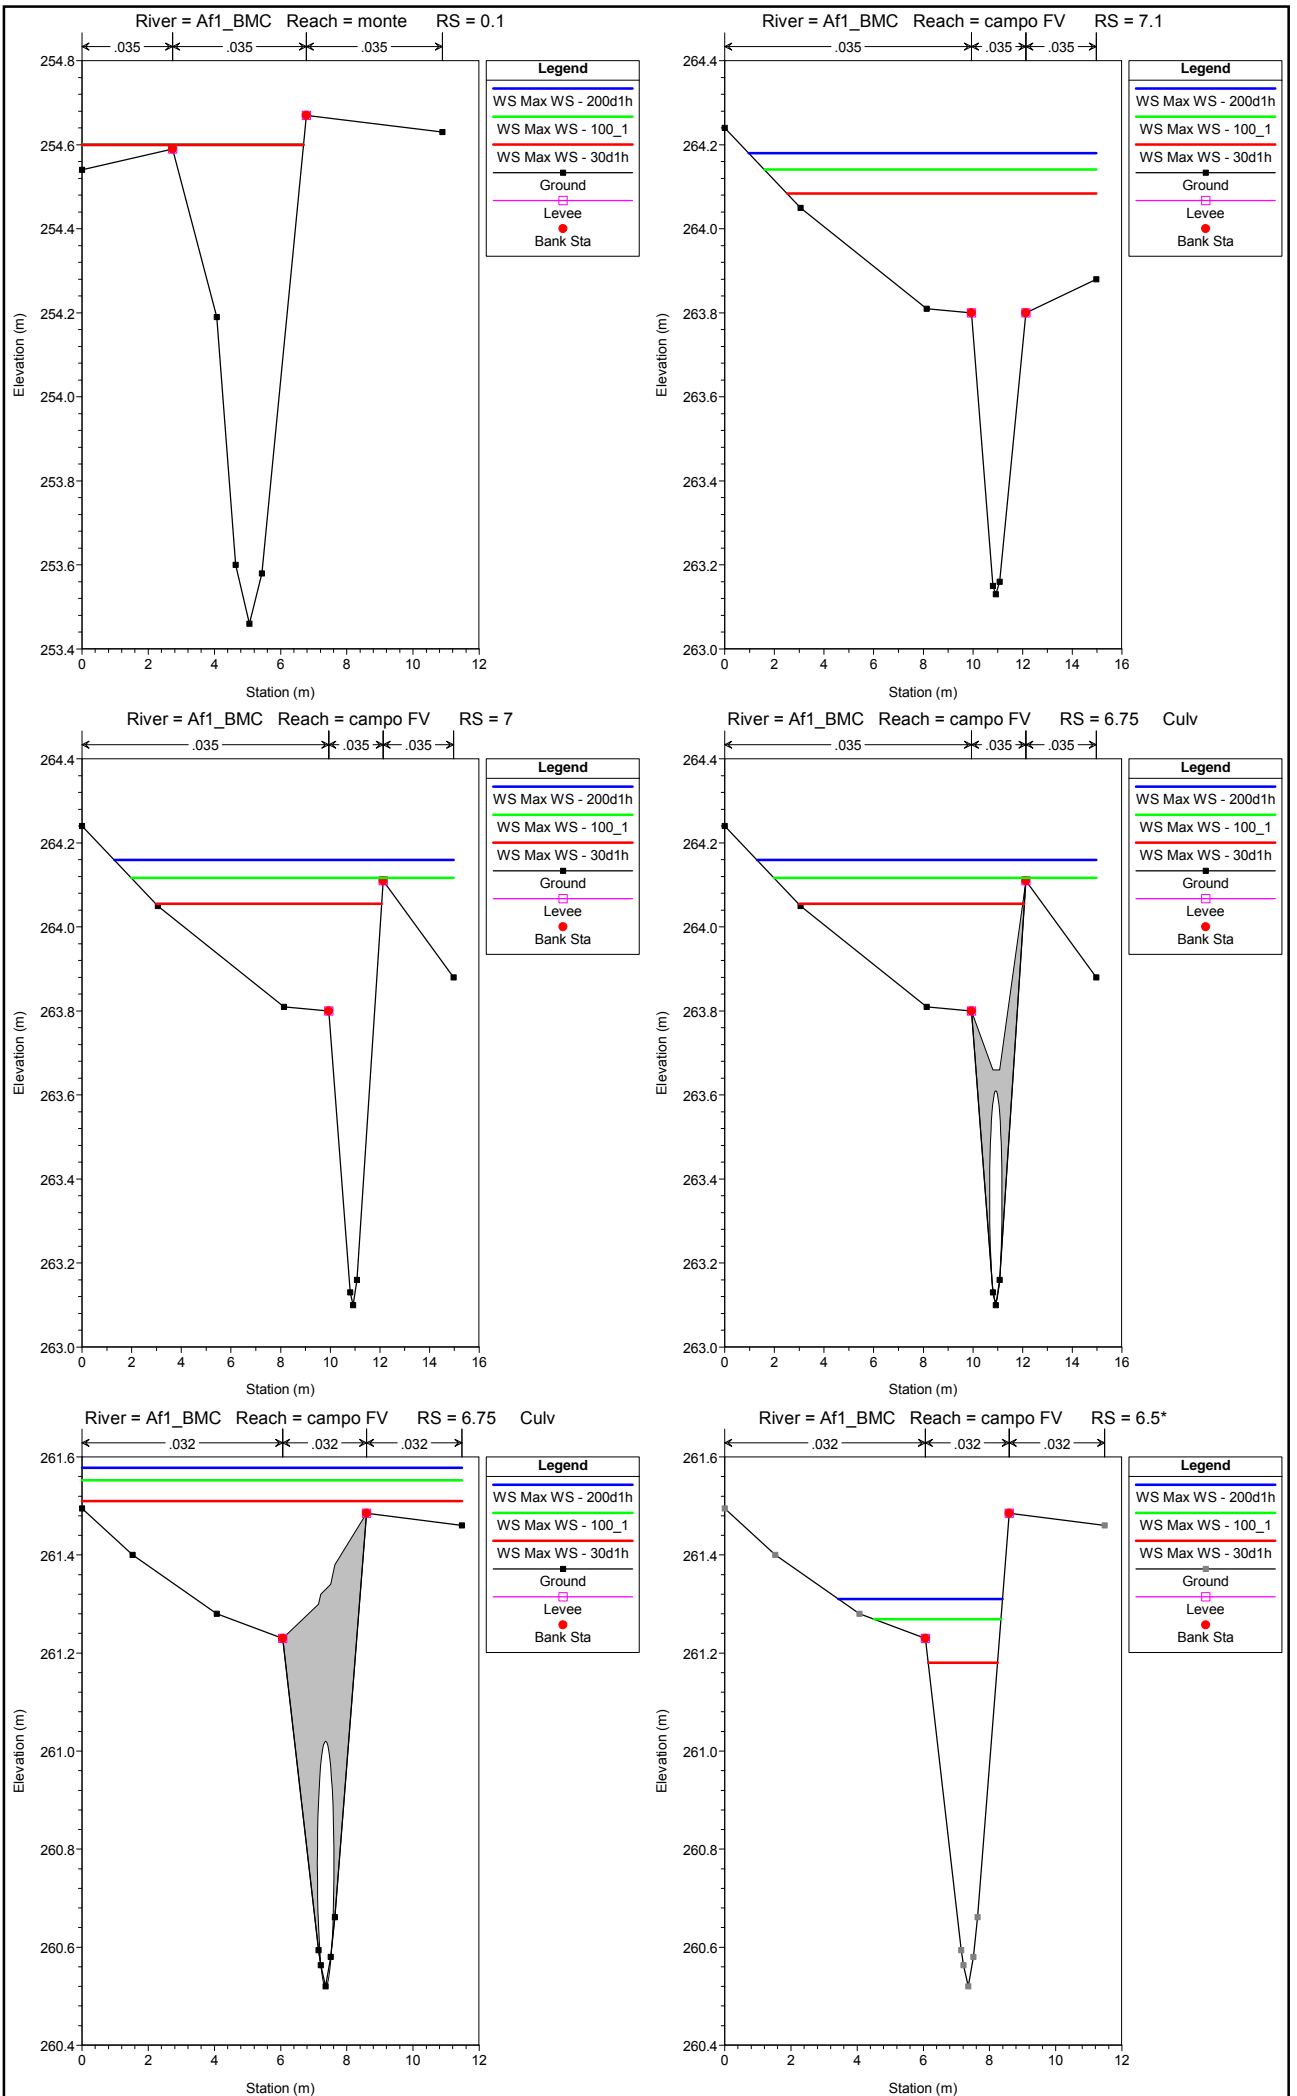 River = Af1_BMC Reach = monte RS = 0.1
.035 .035 .035
254.8
254.6
254.4
254.2
254.0
253.8
253.6
253.4
Elevation (m)
0 2 4 6 8 10 12
Station (m)
Legend
WS Max WS - 200d1h
WS Max WS - 100_1
WS Max WS - 30d1h
Ground
Levee
Bank Sta
River = Af1_BMC Reach = campo FV RS = 7.1
.035 .035 .035
264.4
264.2
264.0
263.8
263.6
263.4
263.2
263.0
Elevation (m)
0 2 4 6 8 10 12 14 16
Station (m)
Legend
WS Max WS - 200d1h
WS Max WS - 100_1
WS Max WS - 30d1h
Ground
Levee
Bank Sta
River = Af1_BMC Reach = campo FV RS = 7
.035 .035 .035
264.4
264.2
264.0
263.8
263.6
263.4
263.2
263.0
Elevation (m)
0 2 4 6 8 10 12 14 16
Station (m)
Legend
WS Max WS - 200d1h
WS Max WS - 100_1
WS Max WS - 30d1h
Ground
Levee
Bank Sta
River = Af1_BMC Reach = campo FV RS = 6.75 Culv
.035 .035 .035
264.4
264.2
264.0
263.8
263.6
263.4
263.2
263.0
Elevation (m)
0 2 4 6 8 10 12 14 16
Station (m)
Legend
WS Max WS - 200d1h
WS Max WS - 100_1
WS Max WS - 30d1h
Ground
Levee
Bank Sta
River = Af1_BMC Reach = campo FV RS = 6.75 Culv
.032 .032 .032
261.6
261.4
261.2
261.0
260.8
260.6
260.4
Elevation (m)
0 2 4 6 8 10 12
Station (m)
Legend
WS Max WS - 200d1h
WS Max WS - 100_1
WS Max WS - 30d1h
Ground
Levee
Bank Sta
River = Af1_BMC Reach = campo FV RS = 6.5*
.032 .032 .032
261.6
261.4
261.2
261.0
260.8
260.6
260.4
Elevation (m)
0 2 4 6 8 10 12
Station (m)
Legend
WS Max WS - 200d1h
WS Max WS - 100_1
WS Max WS - 30d1h
Ground
Levee
Bank Sta